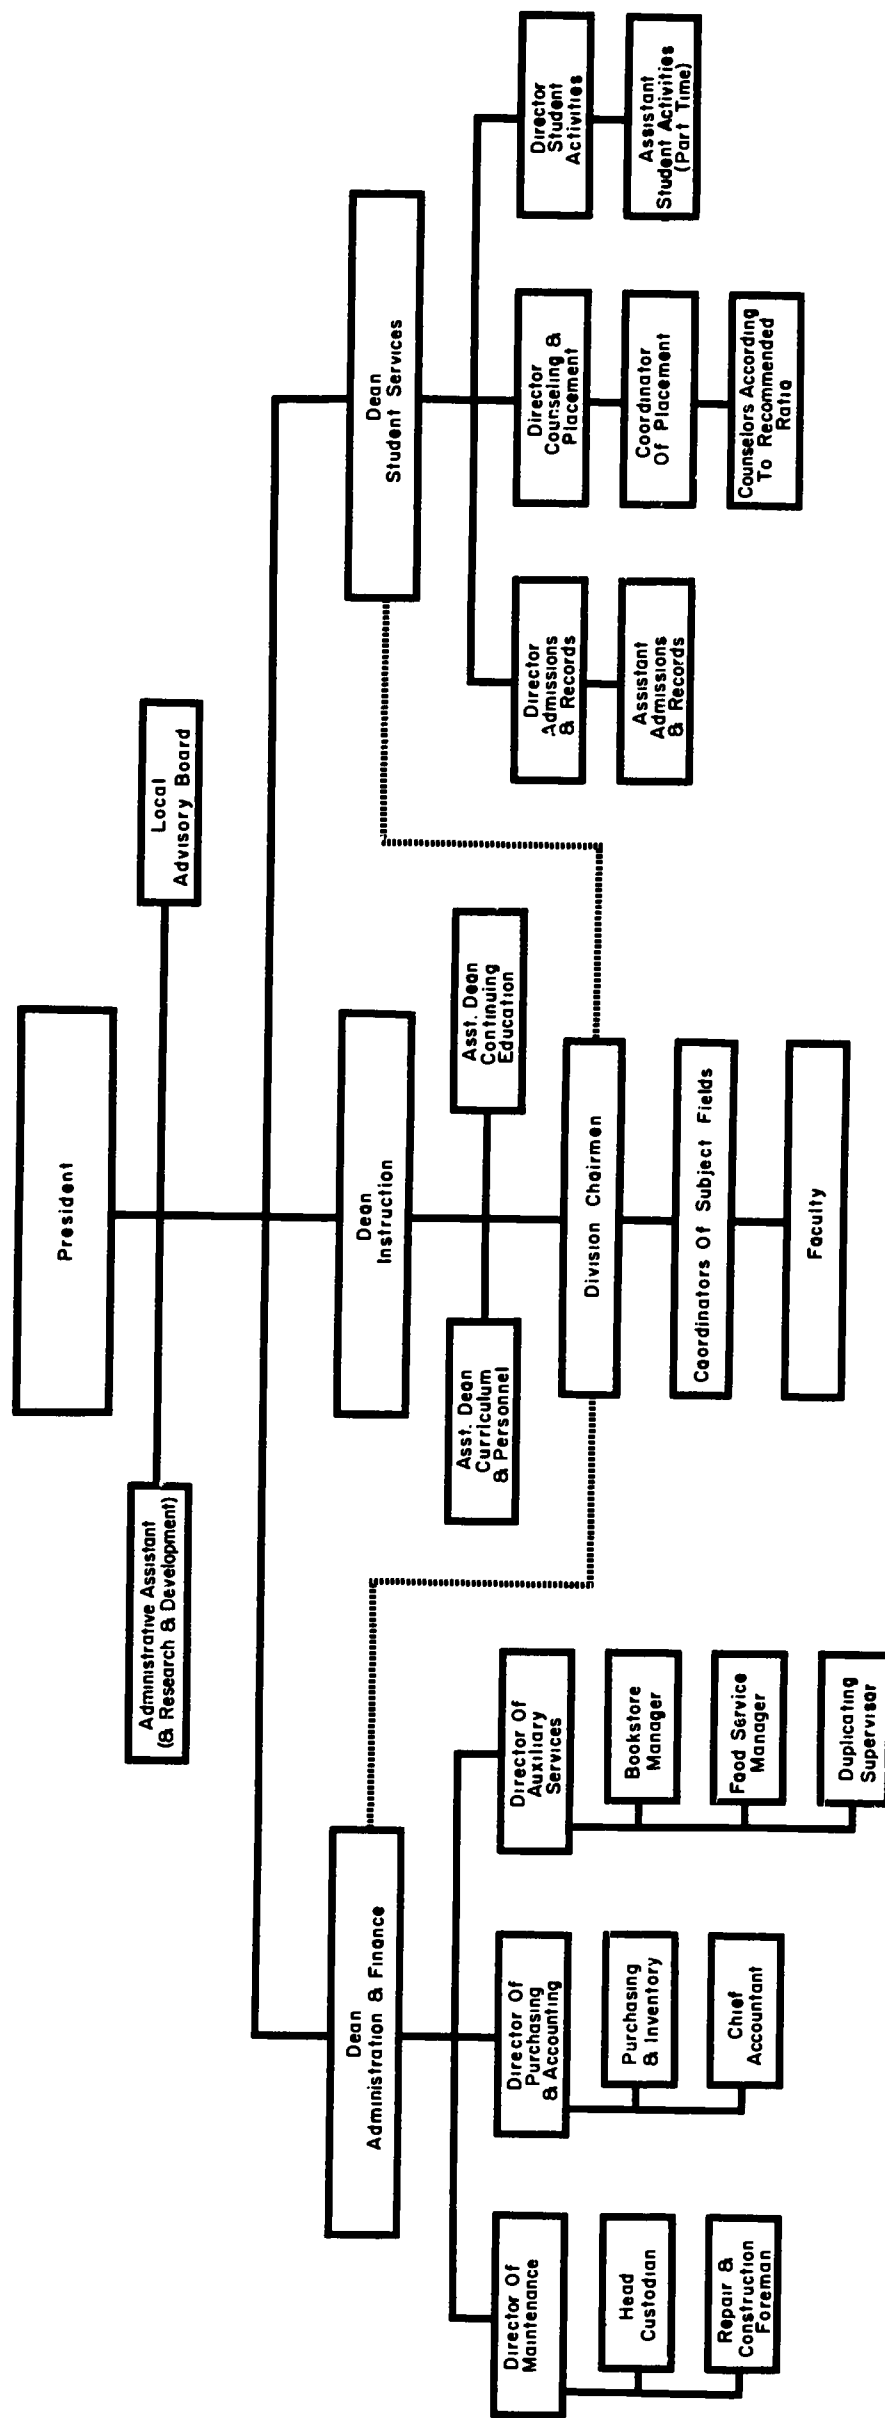 President
Administrative Assistant
(& Research & Development)
Local
Advisory Board
Dean
Administration & Finance
Dean
Instruction
Dean
Student Services
Asst. Dean
Curriculum
& Personnel
Asst. Dean
Continuing
Education
Division Chairmen
Coordinators Of Subject Fields
Faculty
Director Of
Maintenance
Head
Custodian
Repair &
Construction
Foreman
Director Of
Purchasing
& Accounting
Purchasing
& Inventory
Chief
Accountant
Director Of
Auxiliary
Services
Bookstore
Manager
Food Service
Manager
Duplicating
Supervisor
Director
Admissions
& Records
Assistant
Admissions
& Records
Director
Counseling &
Placement
Coordinator
Of Placement
Counselors According
To Recommended
Ratio
Director
Student
Activities
Assistant
Student Activities
(Part Time)